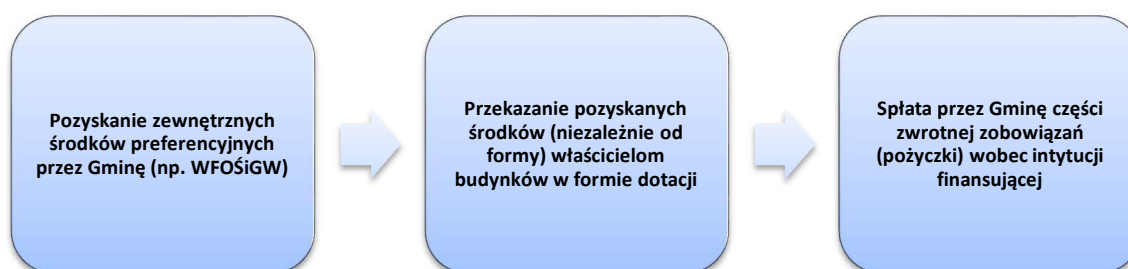 Pozyskanie zewnętrznych
środków preferencyjnych
przez Gminę (np. WFOŚiGW)
Przekazanie pozyskanych
środków (niezależnie od
formy) właścicielom
budynków w formie dotacji
Spłata przez Gminę części
zwrotnej zobowiązań
(pożyczki) wobec intytucji
finansującej